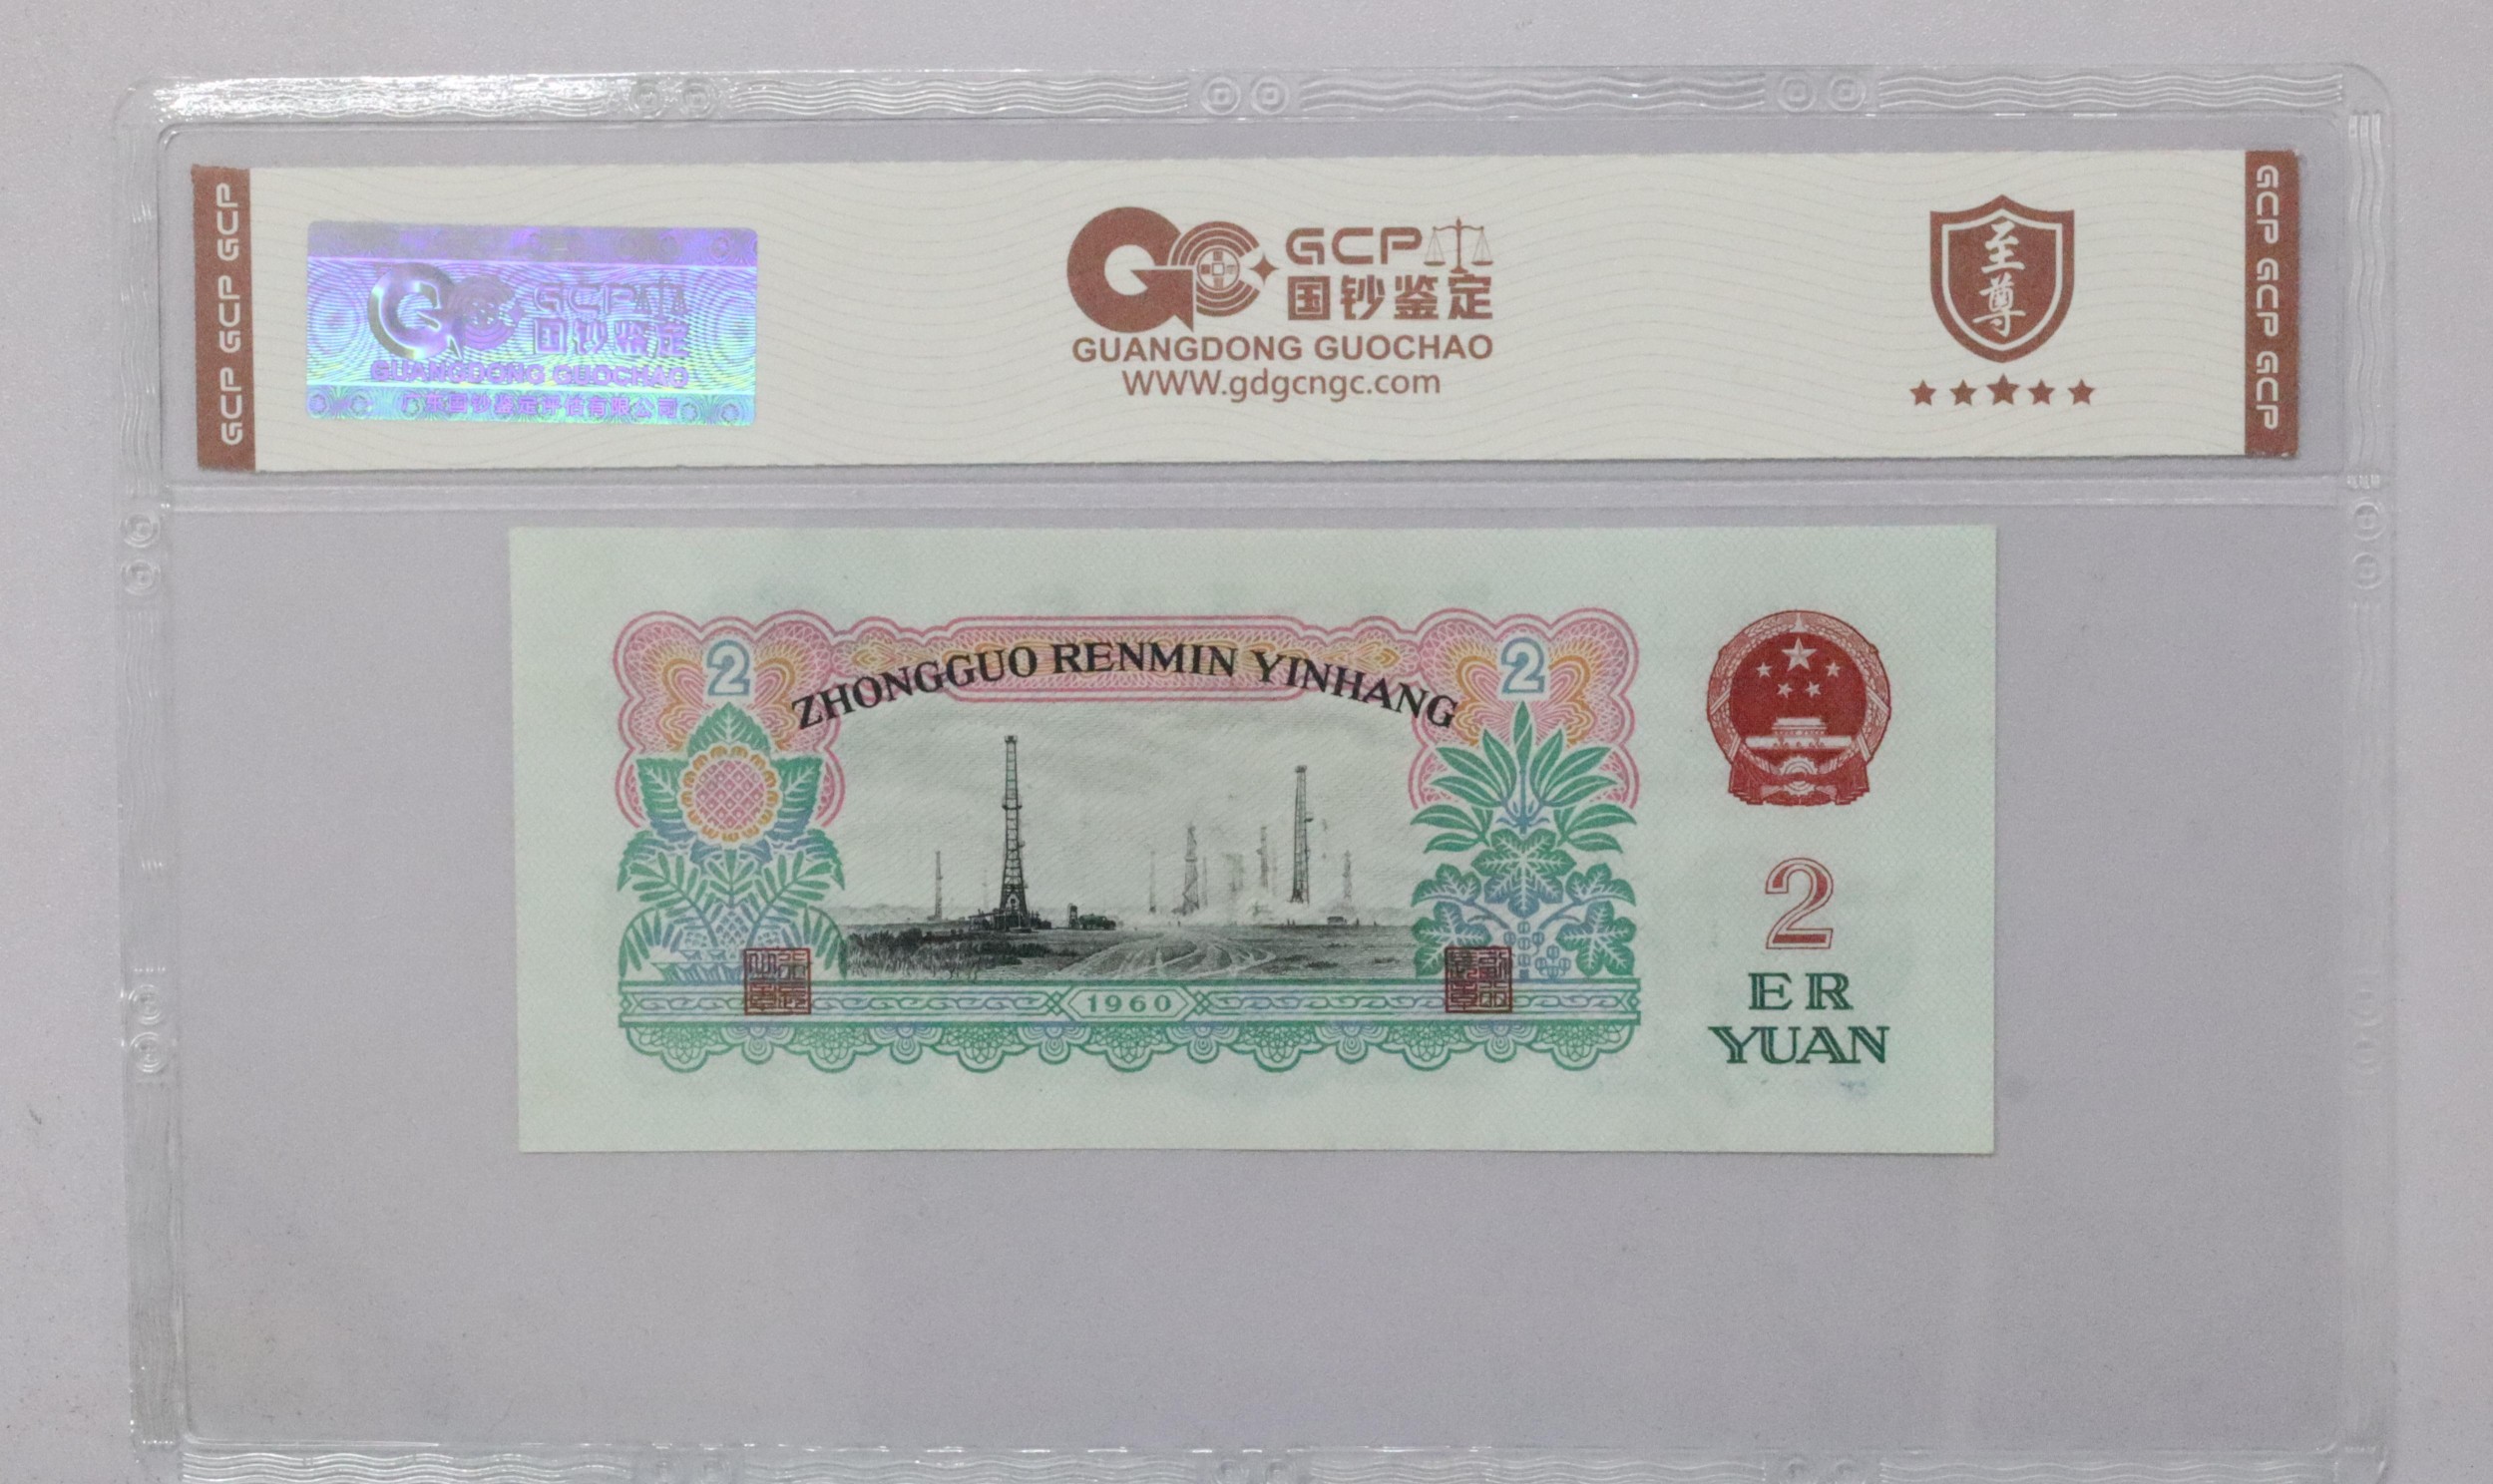 GCP GCP GCP
GCP
国钞鉴定
GUANGDONG GUOCHAO
广东国钞鉴定评估有限公司
GCP
国钞鉴定
GUANGDONG GUOCHAO
WWW.gdgcngc.com
至尊
GCP GCP GCP
2
2
ZHONGGUO RENMIN YINHANG
1960
2
ER
YUAN